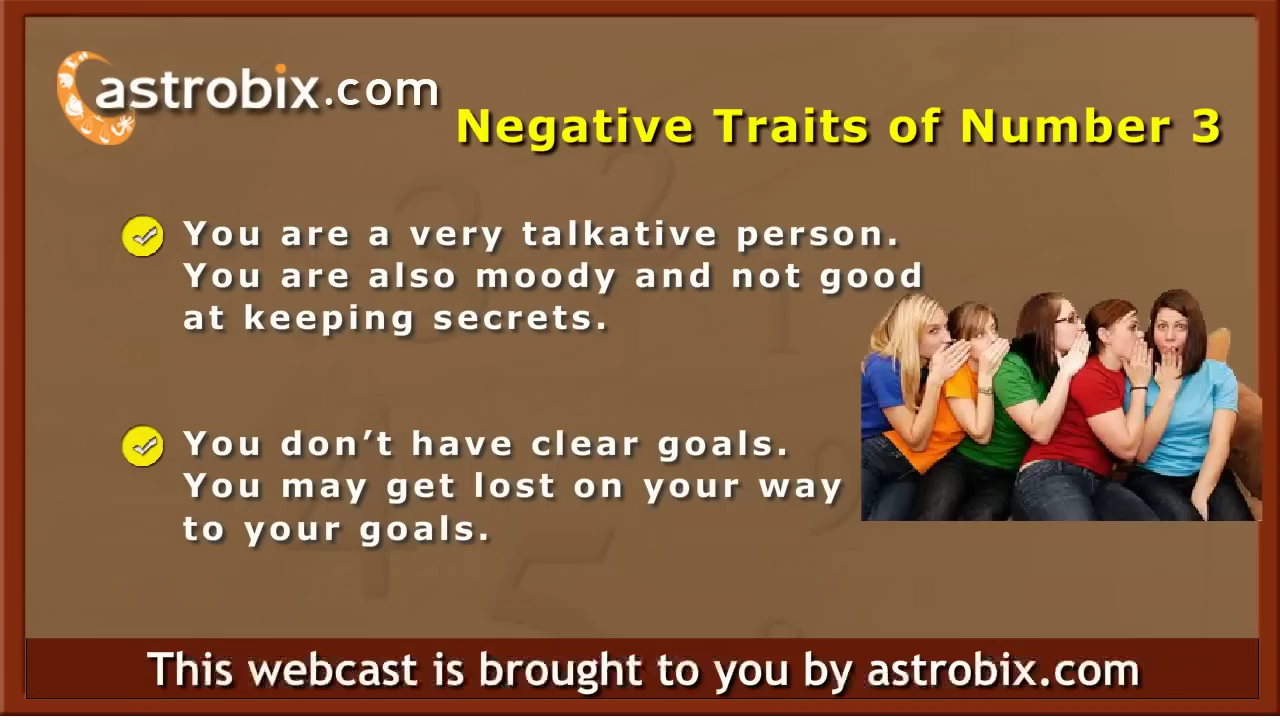 astrobix.com
Negative Traits of Number 3
You are a very talkative person.
You are also moody and not good
at keeping secrets.
You don’t have clear goals.
You may get lost on your way
to your goals.
This webcast is brought to you by astrobix.com